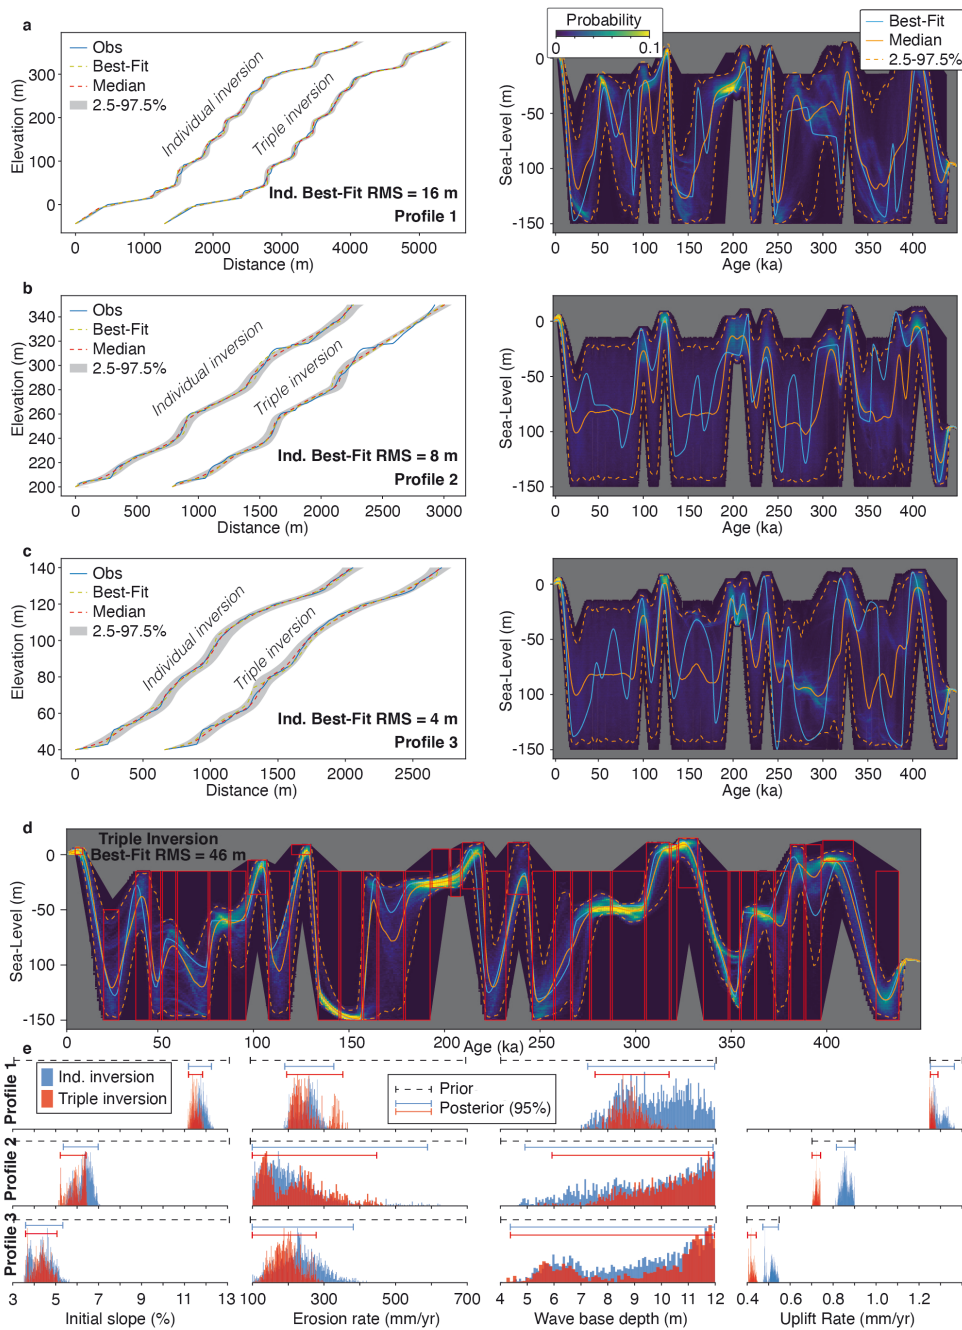 a
Obs
Best-Fit
Median
2.5-97.5%
Individual inversion
Triple inversion
Ind. Best-Fit RMS = 16 m
Profile 1
Elevation (m)
300
200
100
0
0 1000 2000 3000 4000 5000
Distance (m)
Probability
0 0.1
Best-Fit
Median
2.5-97.5%
Sea-Level (m)
0
-50
-100
-150
0 50 100 150 200 250 300 350 400
Age (ka)
b
Obs
Best-Fit
Median
2.5-97.5%
Individual inversion
Triple inversion
Ind. Best-Fit RMS = 8 m
Profile 2
Elevation (m)
340
320
300
280
260
240
220
200
0 500 1000 1500 2000 2500 3000
Distance (m)
Sea-Level (m)
0
-50
-100
-150
0 50 100 150 200 250 300 350 400
Age (ka)
c
Obs
Best-Fit
Median
2.5-97.5%
Individual inversion
Triple inversion
Ind. Best-Fit RMS = 4 m
Profile 3
Elevation (m)
140
120
100
80
60
40
0 500 1000 1500 2000 2500
Distance (m)
Sea-Level (m)
0
-50
-100
-150
0 50 100 150 200 250 300 350 400
Age (ka)
d
Triple Inversion
Best-Fit RMS = 46 m
Sea-Level (m)
0
-50
-100
-150
0 50 100 150 200 250 300 350 400
Age (ka)
e
Profile 1
Ind. inversion
Triple inversion
Prior
Posterior (95%)
Profile 2
Profile 3
3 5 7 9 11 13
Initial slope (%)
100 300 500 700
Erosion rate (mm/yr)
4 5 6 7 8 9 10 11 12
Wave base depth (m)
0.4 0.6 0.8 1.0 1.2 1.4
Uplift Rate (mm/yr)